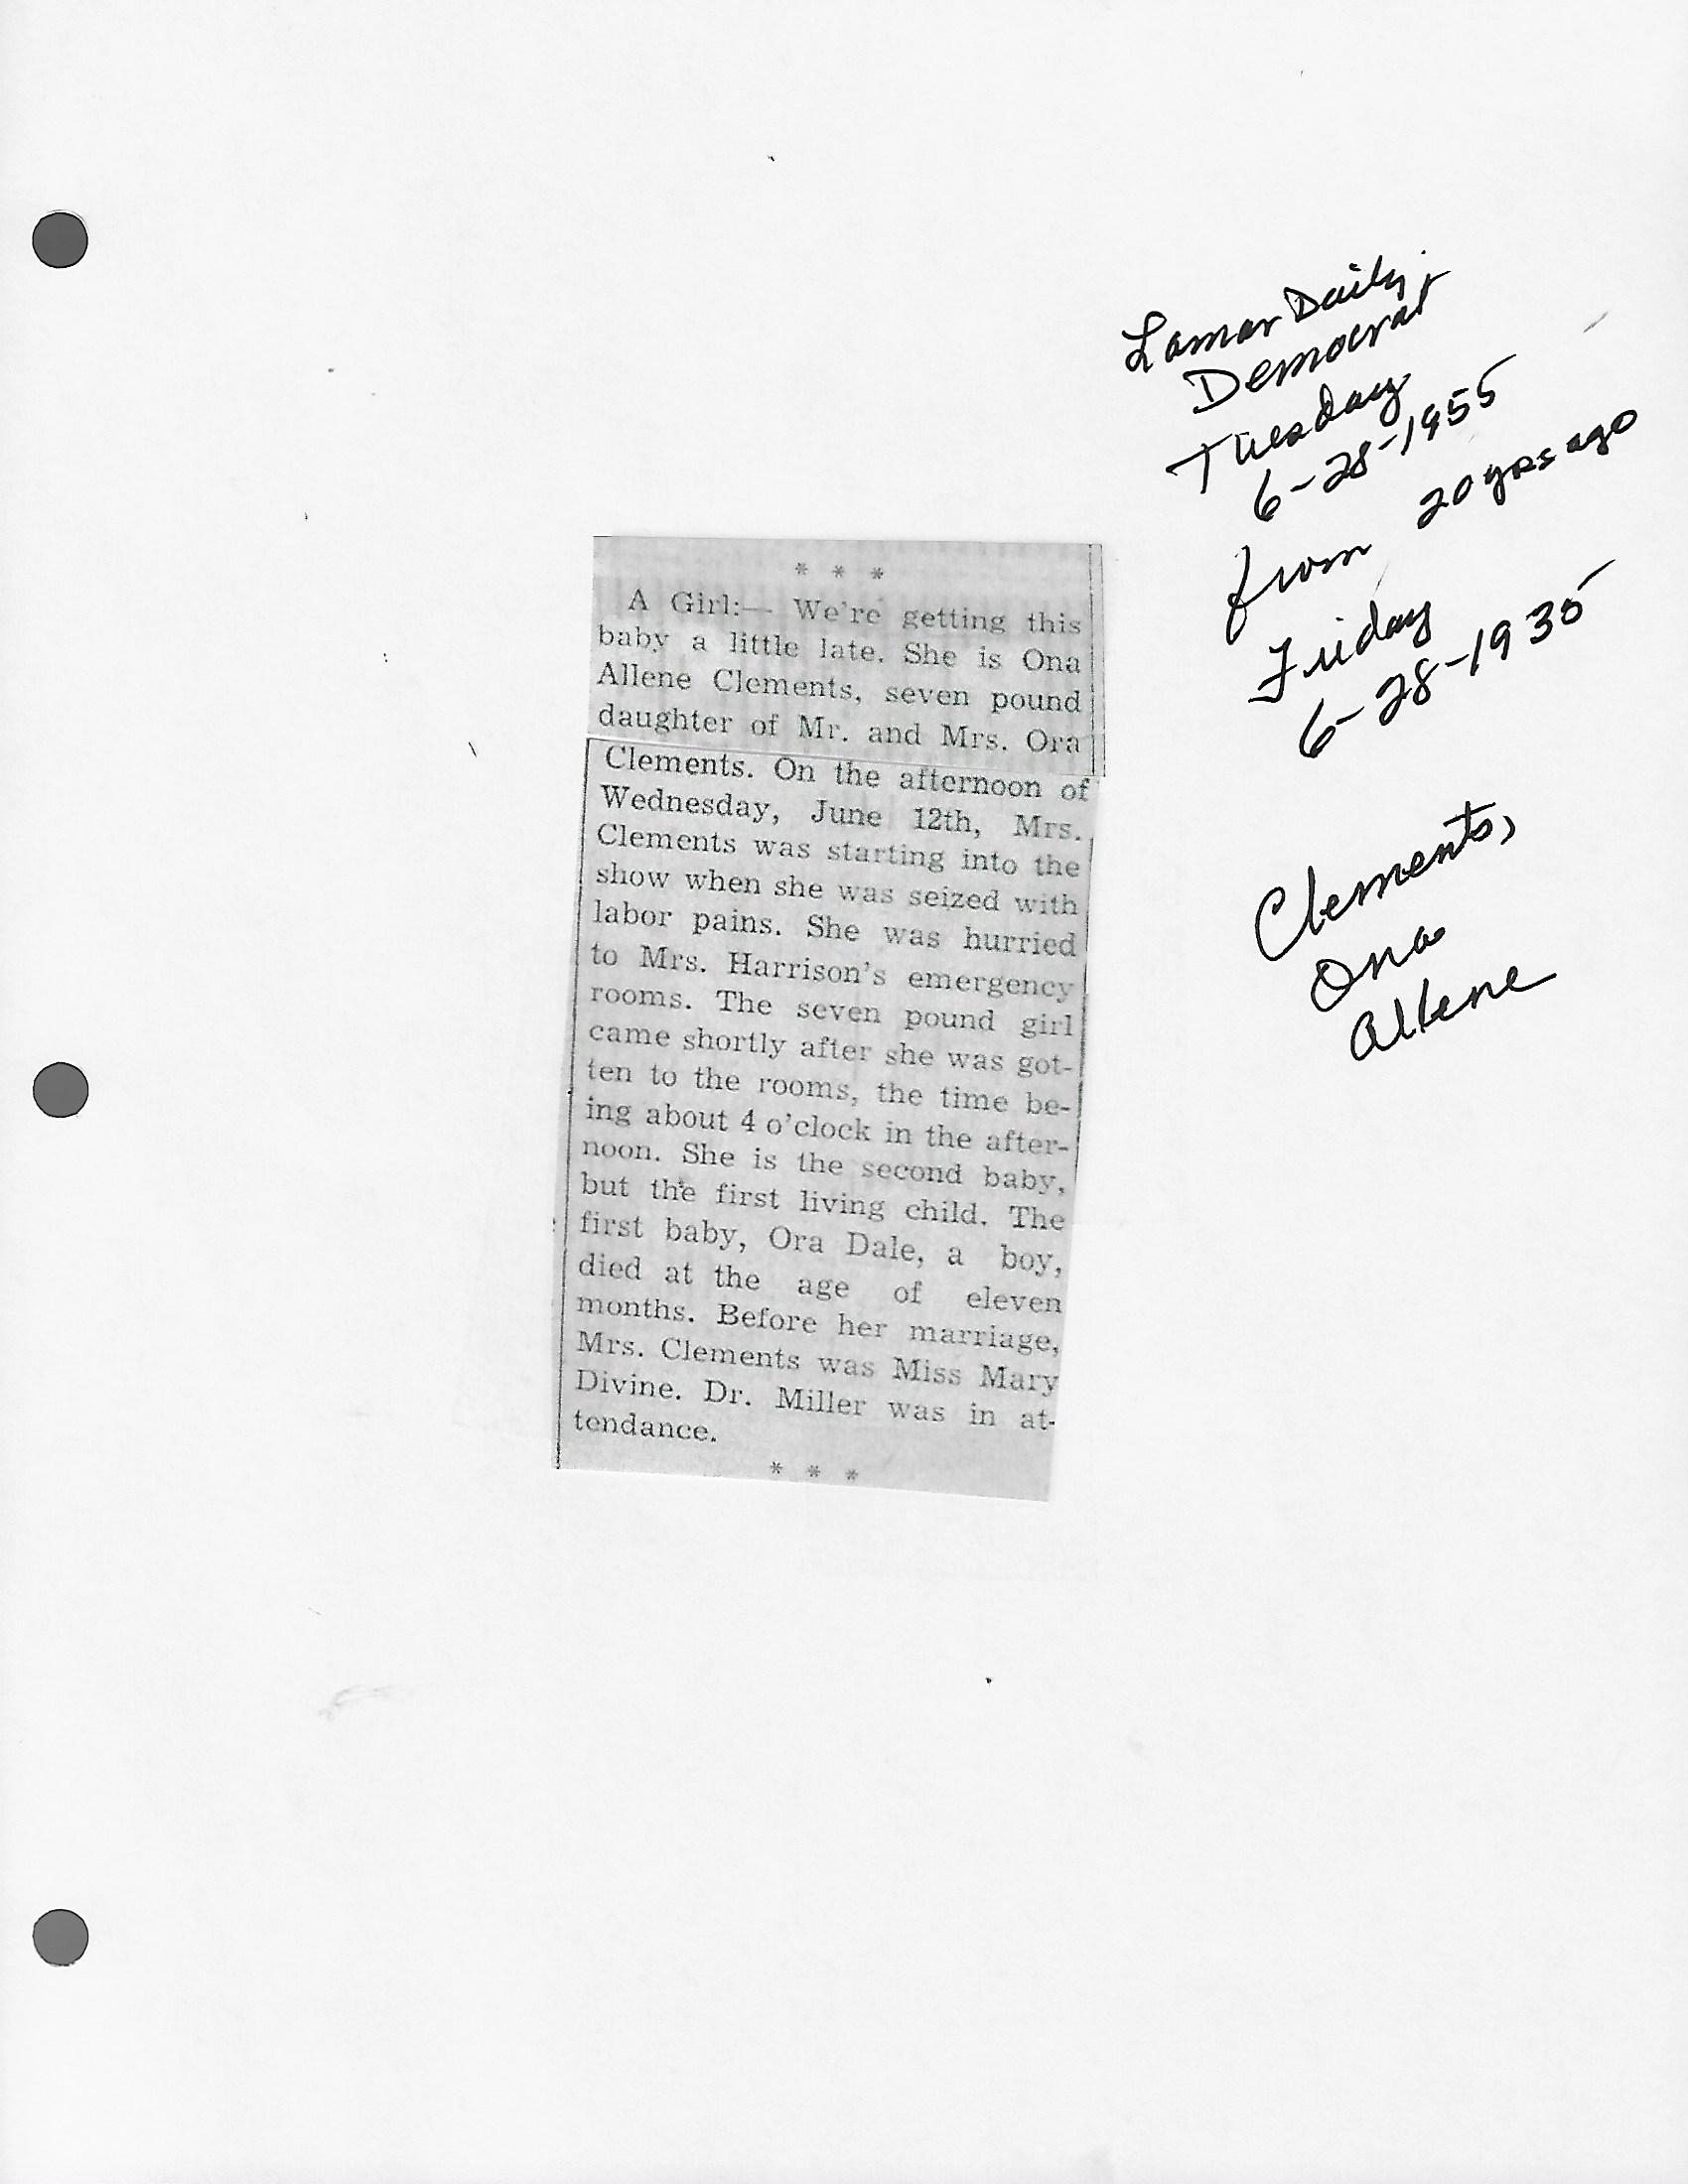 Lamar Daily
Democrat
Tuesday
6-28-1955
from 20 yrs ago
Friday
6-28-1935
Clements,
Ona
Allene
* * *
A Girl:— We're getting this
baby a little late. She is Ona
Allene Clements, seven pound
daughter of Mr. and Mrs. Ora
Clements. On the afternoon of
Wednesday, June 12th, Mrs.
Clements was starting into the
show when she was seized with
labor pains. She was hurried
to Mrs. Harrison's emergency
rooms. The seven pound girl
came shortly after she was got-
ten to the rooms, the time be-
ing about 4 o'clock in the after-
noon. She is the second baby,
but the first living child. The
first baby, Ora Dale, a boy,
died at the age of eleven
months. Before her marriage,
Mrs. Clements was Miss Mary
Divine. Dr. Miller was in at-
tendance.
* * *